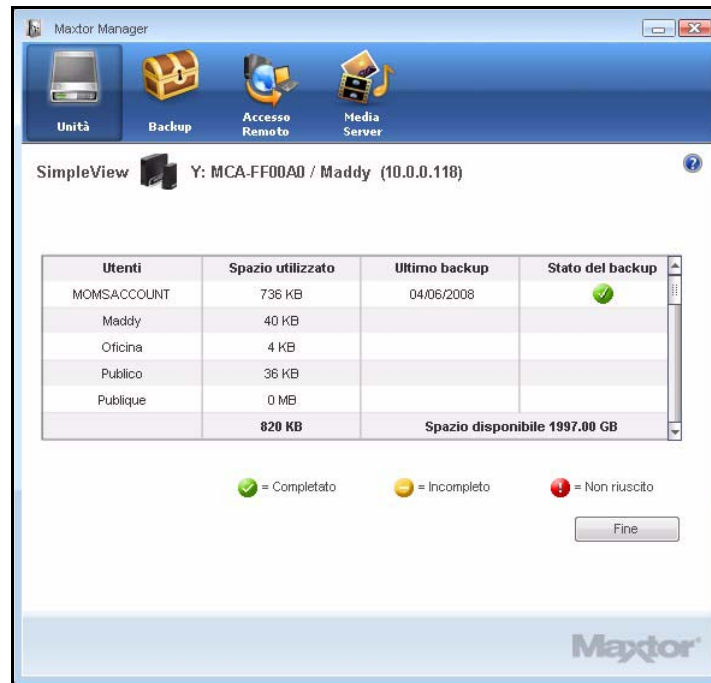 Maxtor Manager
Unità
Backup
Accesso
Remoto
Media
Server
SimpleView Y: MCA-FF00A0 / Maddy (10.0.0.118)
Utenti Spazio utilizzato Ultimo backup Stato del backup
MOMSACCOUNT 736 KB 04/06/2008
Maddy 40 KB
Oficina 4 KB
Publico 36 KB
Publique 0 MB
820 KB Spazio disponibile 1997.00 GB
= Completato = Incompleto = Non riuscito
Fine
Maxtor